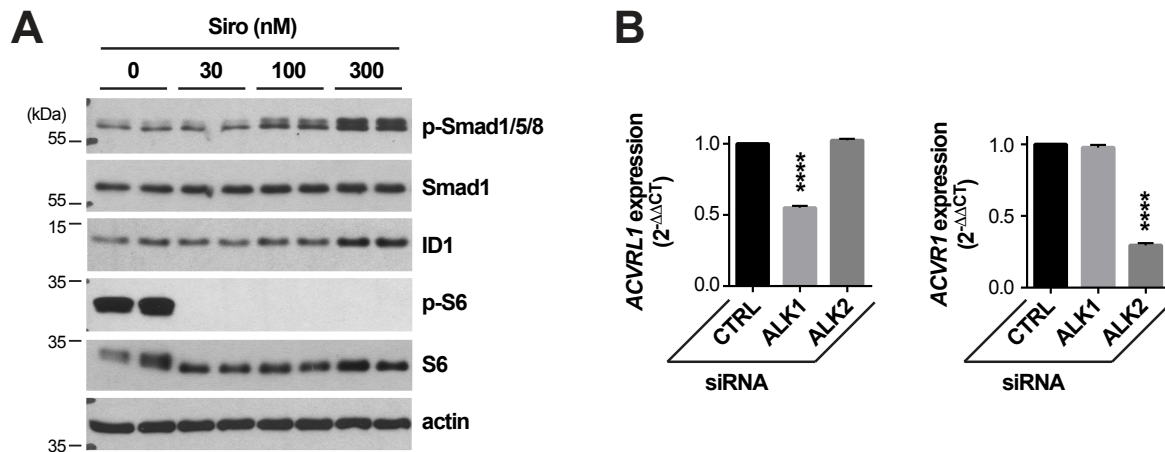 A
Siro (nM)
0 30 100 300
(kDa)
55
p-Smad1/5/8
55
Smad1
15
ID1
35
p-S6
35
S6
35
actin
B
ACVRL1 expression
(2-ΔΔCT)
1.0
0.5
0.0
****
CTRL
ALK1
ALK2
siRNA
ACVR1 expression
(2-ΔΔCT)
1.0
0.5
0.0
****
CTRL
ALK1
ALK2
siRNA